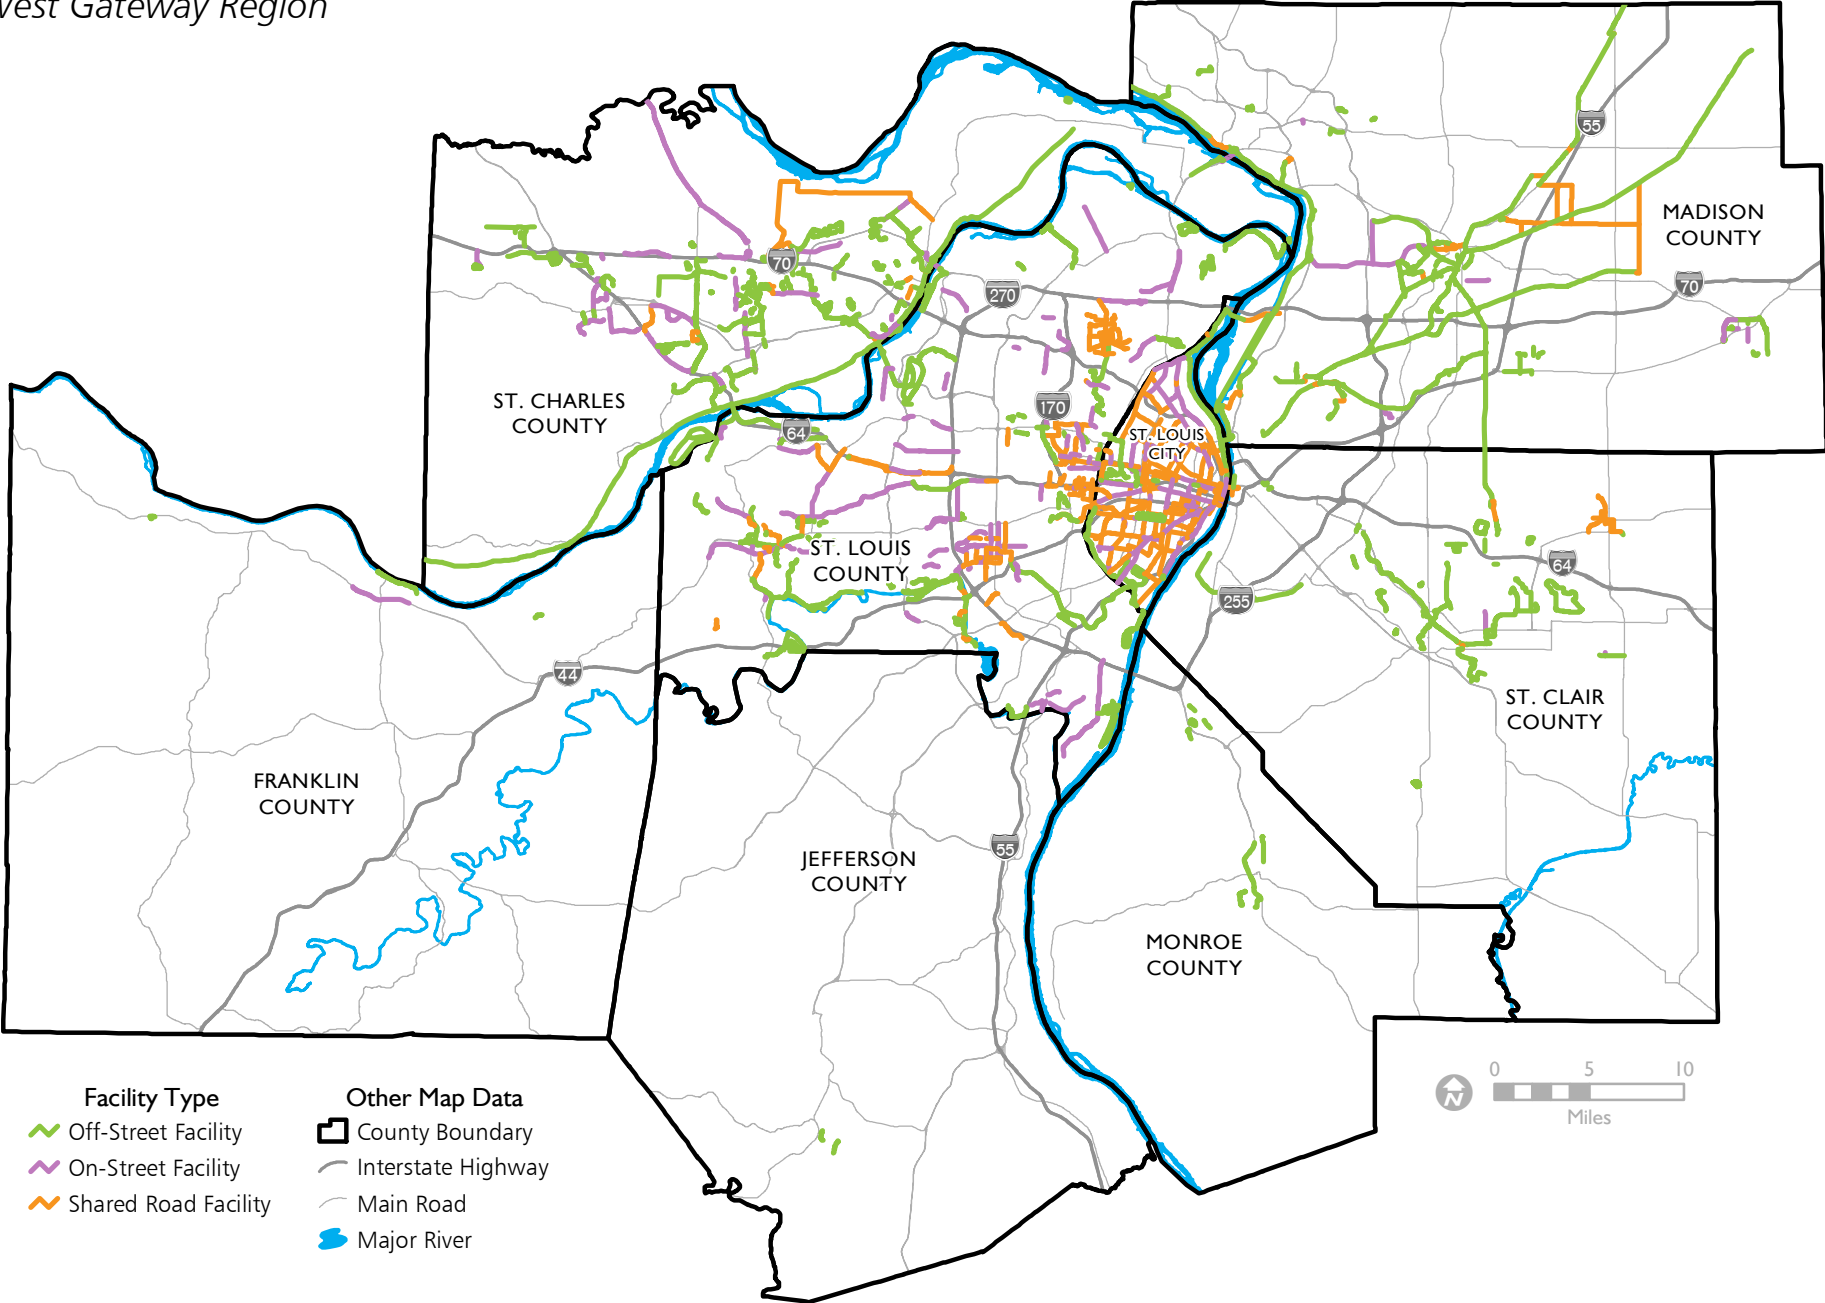 West Gateway Region
55
MADISON
COUNTY
70
70
270
ST. CHARLES
COUNTY
170
64
ST. LOUIS
CITY
ST. LOUIS
COUNTY
64
255
44
ST. CLAIR
COUNTY
FRANKLIN
COUNTY
55
JEFFERSON
COUNTY
MONROE
COUNTY
0 5 10
Miles
N
Facility Type
Off-Street Facility
On-Street Facility
Shared Road Facility
Other Map Data
County Boundary
Interstate Highway
Main Road
Major River